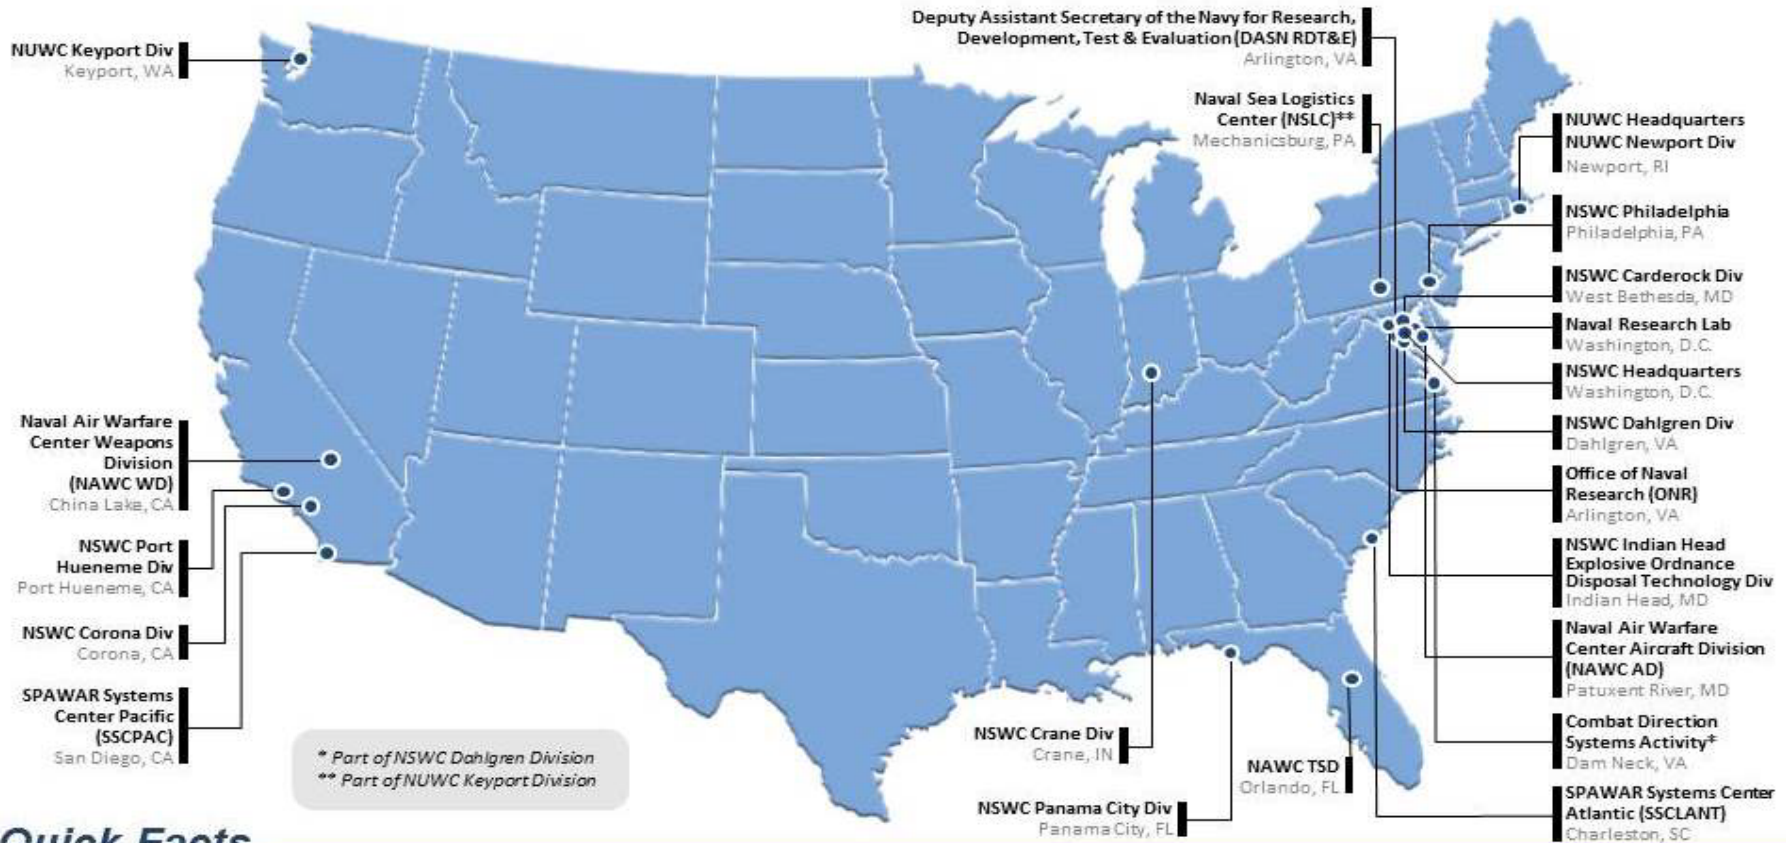 NUWC Keyport Div
Keyport, WA
Naval Air Warfare
Center Weapons
Division
(NAWC WD)
China Lake, CA
NSWC Port
Hueneme Div
Port Hueneme, CA
NSWC Corona Div
Corona, CA
SPAWAR Systems
Center Pacific
(SSCPAC)
San Diego, CA
* Part of NSWC Dahlgren Division
** Part of NUWC Keyport Division
Deputy Assistant Secretary of the Navy for Research,
Development, Test & Evaluation (DASN RDT&E)
Arlington, VA
Naval Sea Logistics
Center (NSLC)**
Mechanicsburg, PA
NSWC Crane Div
Crane, IN
NSWC Panama City Div
Panama City, FL
NAWC TSD
Orlando, FL
NUWC Headquarters
NUWC Newport Div
Newport, RI
NSWC Philadelphia
Philadelphia, PA
NSWC Carderock Div
West Bethesda, MD
Naval Research Lab
Washington, D.C.
NSWC Headquarters
Washington, D.C.
NSWC Dahlgren Div
Dahlgren, VA
Office of Naval
Research (ONR)
Arlington, VA
NSWC Indian Head
Explosive Ordnance
Disposal Technology Div
Indian Head, MD
Naval Air Warfare
Center Aircraft Division
(NAWC AD)
Patuxent River, MD
Combat Direction
Systems Activity*
Dam Neck, VA
SPAWAR Systems Center
Atlantic (SSCLANT)
Charleston, SC
Quick Facts